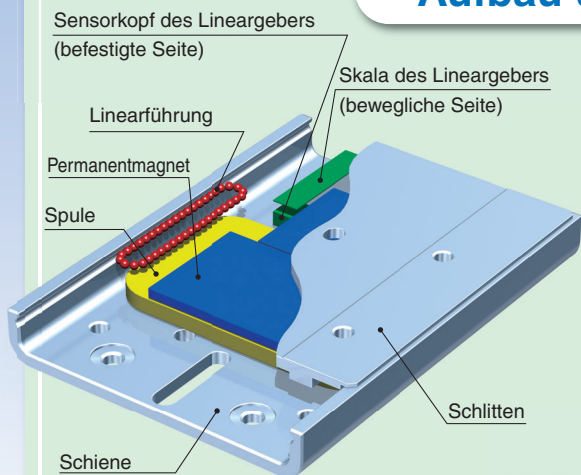 Aufbau
Sensorkopf des Lineargebers
(befestigte Seite)
Skala des Lineargebers
(bewegliche Seite)
Linearführung
Permanentmagnet
Spule
Schlitten
Schiene